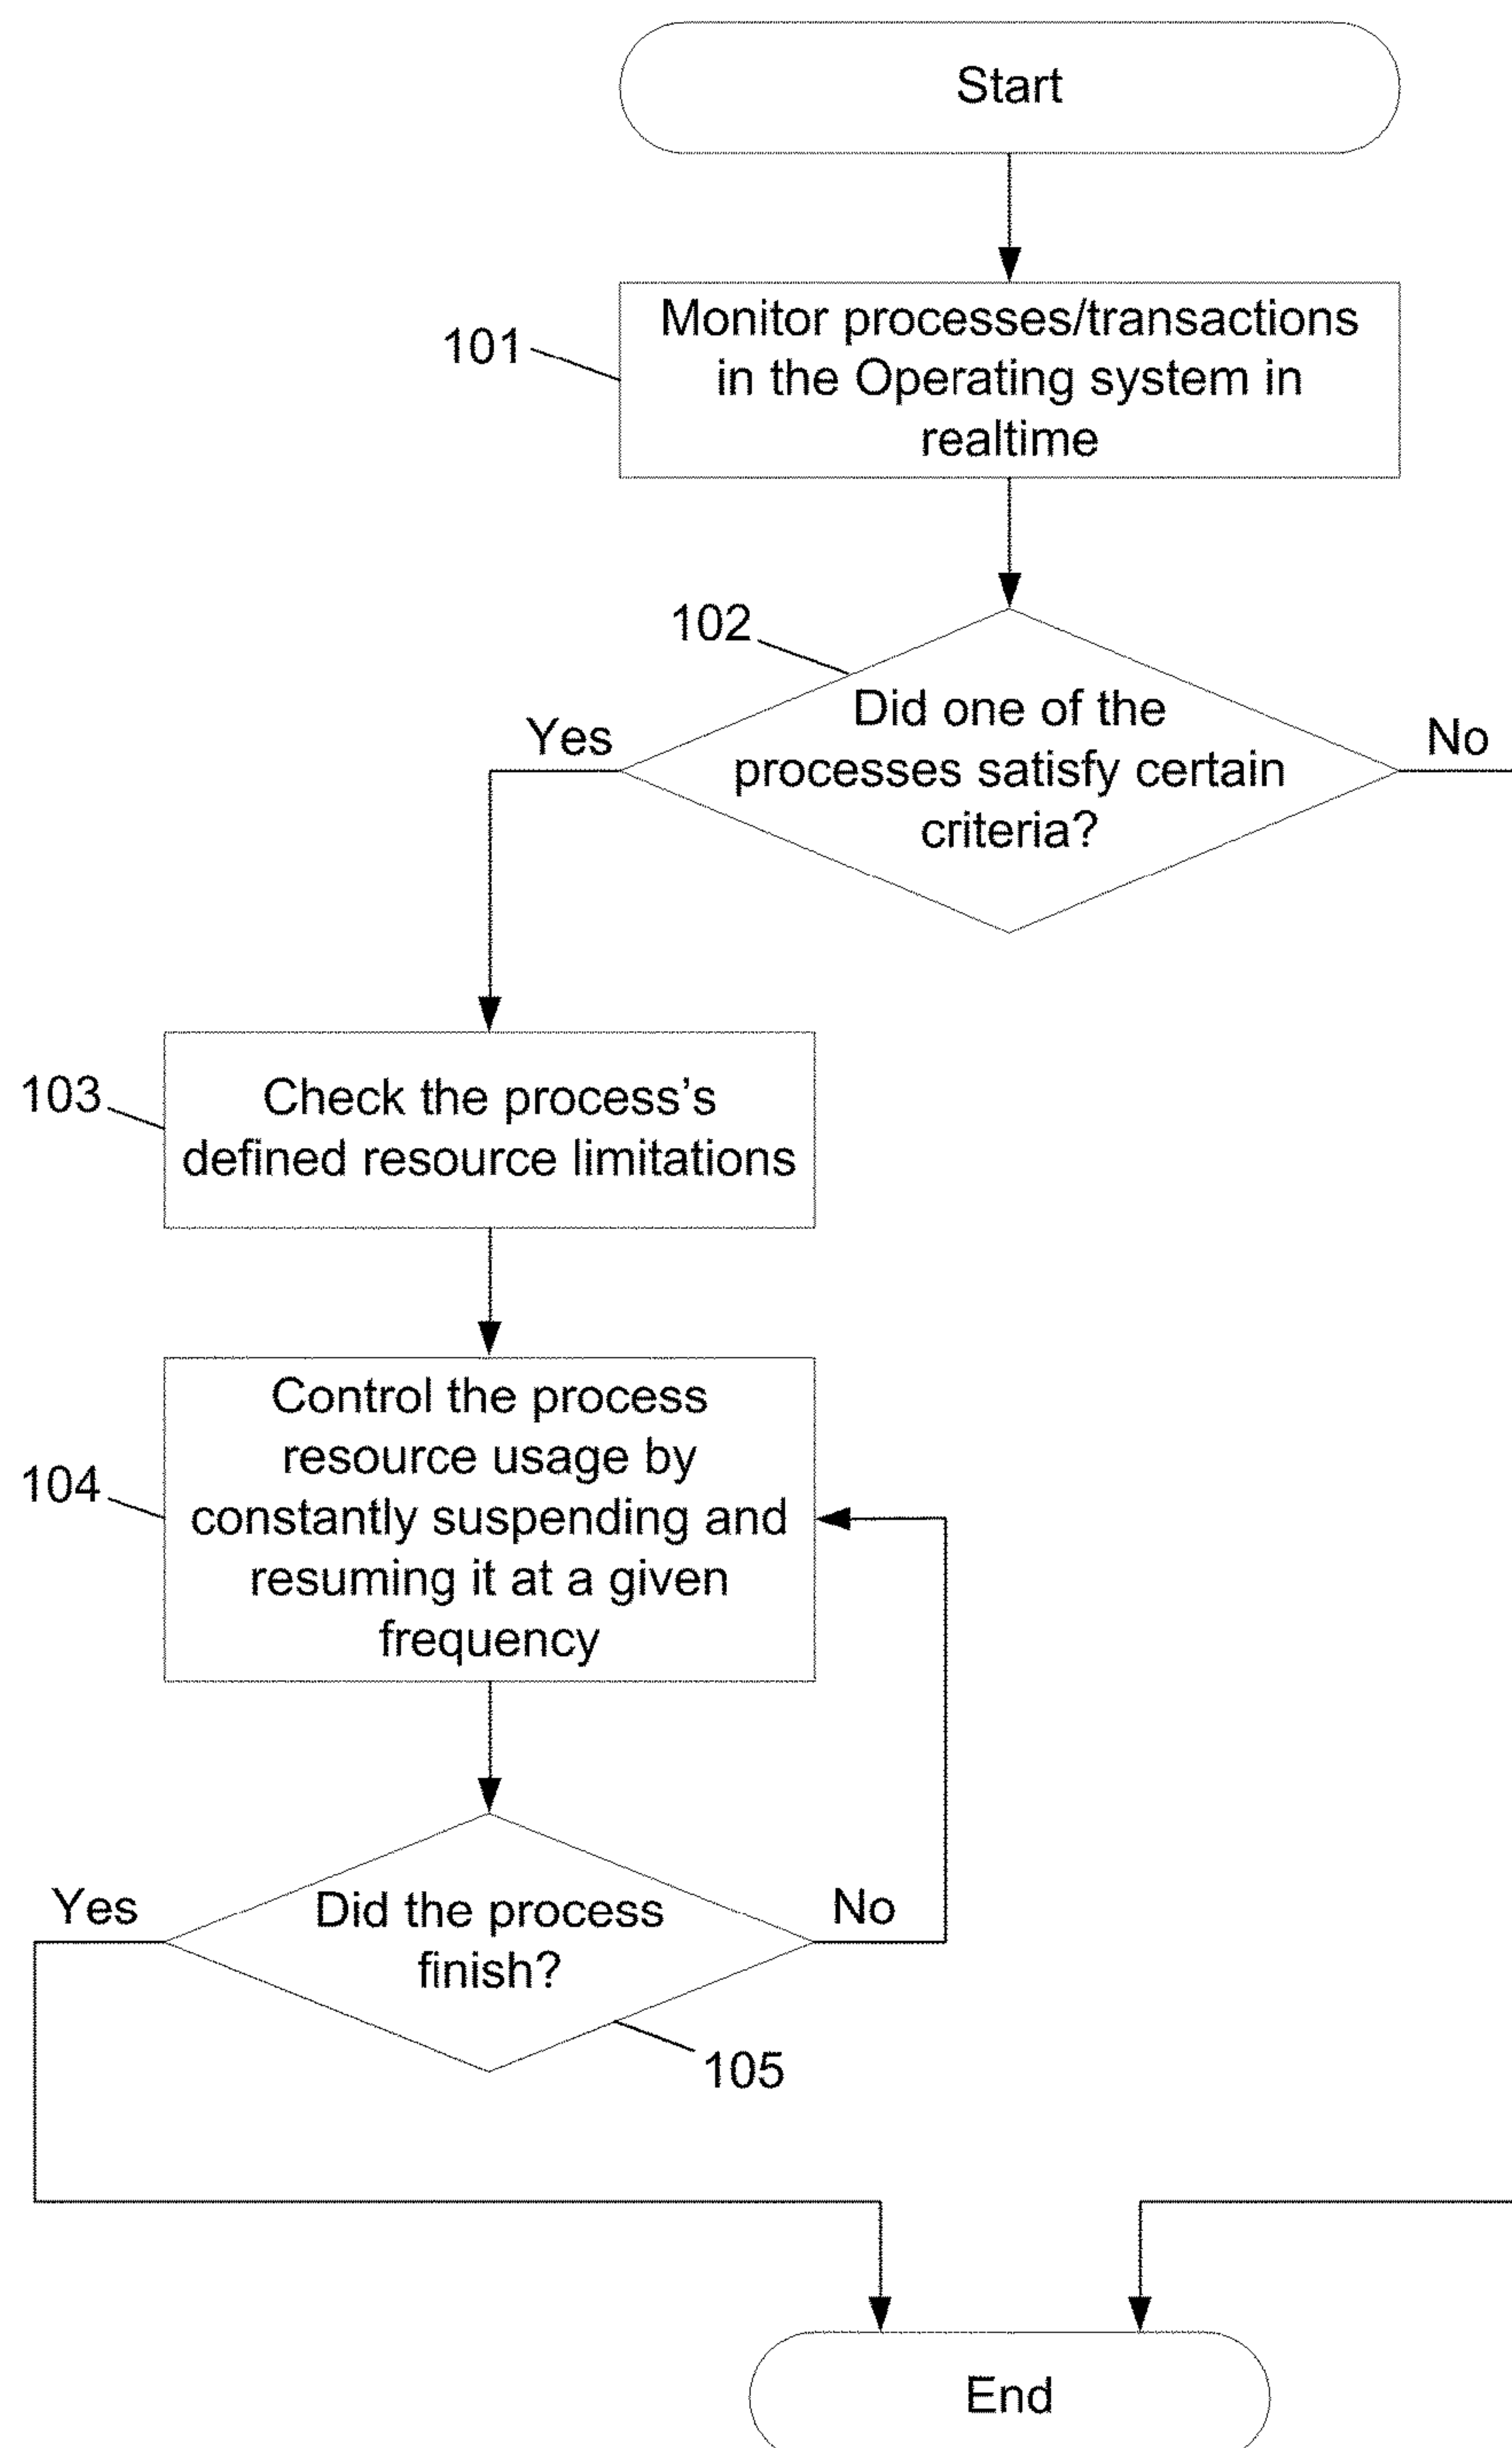 Start
101
Monitor processes/transactions
in the Operating system in
realtime
102
Did one of the
processes satisfy certain
criteria?
Yes
No
103
Check the process’s
defined resource limitations
104
Control the process
resource usage by
constantly suspending and
resuming it at a given
frequency
Yes
Did the process
finish?
No
105
End